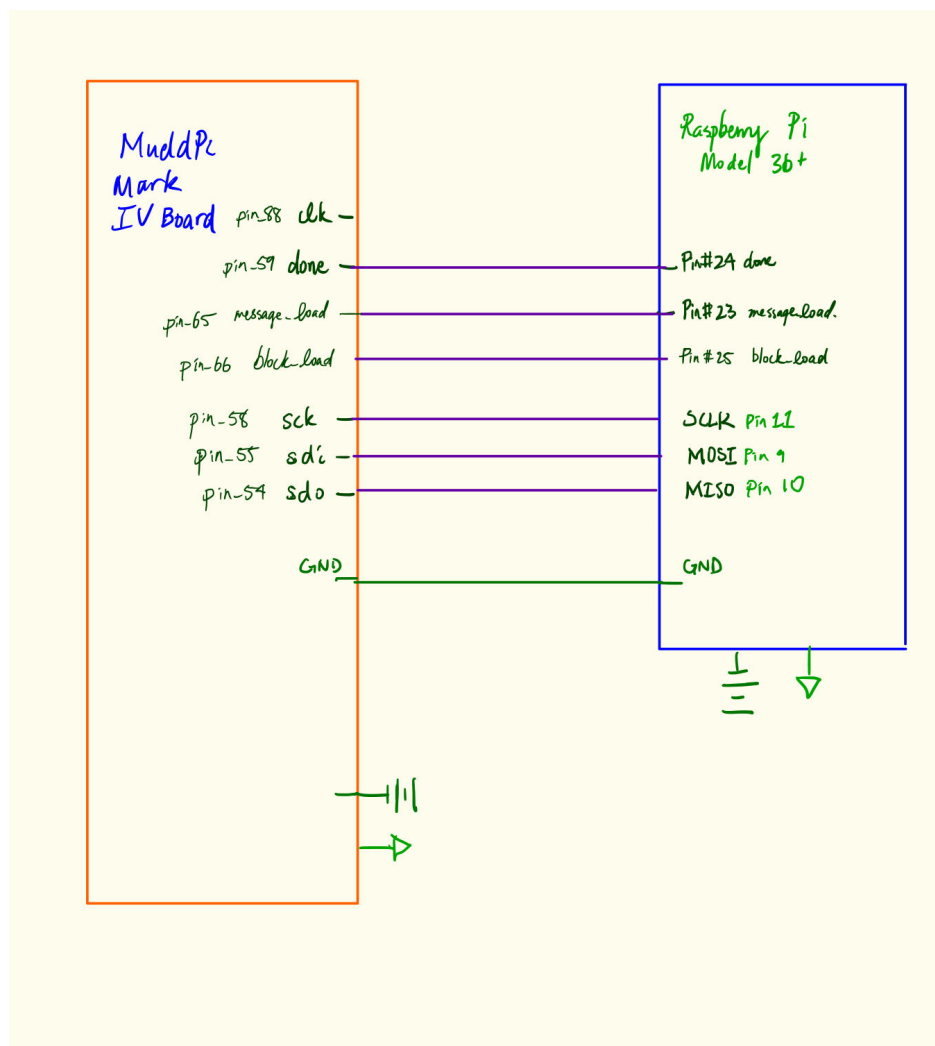 MuddPi
Mark
IV Board
Raspberry Pi
Model 3b+
pin_88 clk
pin_59 done
Pin#24 done
pin_65 message_load
Pin#23 message_load.
pin_66 block_load
Pin#25 block_load
pin_58 sck
SCLK Pin 11
pin_55 sdi
MOSI Pin 9
pin_54 sdo
MISO Pin 10
GND
GND